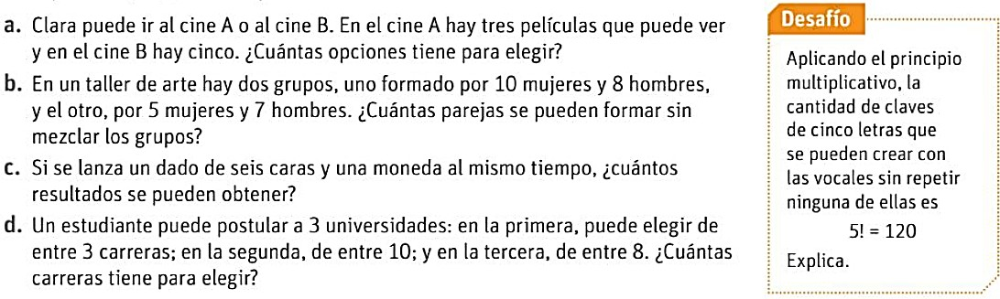 a. Clara puede ir al cine A o al cine B. En el cine A hay tres películas que puede ver
y en el cine B hay cinco. ¿Cuántas opciones tiene para elegir?
b. En un taller de arte hay dos grupos, uno formado por 10 mujeres y 8 hombres,
y el otro, por 5 mujeres y 7 hombres. ¿Cuántas parejas se pueden formar sin
mezclar los grupos?
c. Si se lanza un dado de seis caras y una moneda al mismo tiempo, ¿cuántos
resultados se pueden obtener?
d. Un estudiante puede postular a 3 universidades: en la primera, puede elegir de
entre 3 carreras; en la segunda, de entre 10; y en la tercera, de entre 8. ¿Cuántas
carreras tiene para elegir?
Desafío
Aplicando el principio
multiplicativo, la
cantidad de claves
de cinco letras que
se pueden crear con
las vocales sin repetir
ninguna de ellas es
5! = 120
Explica.